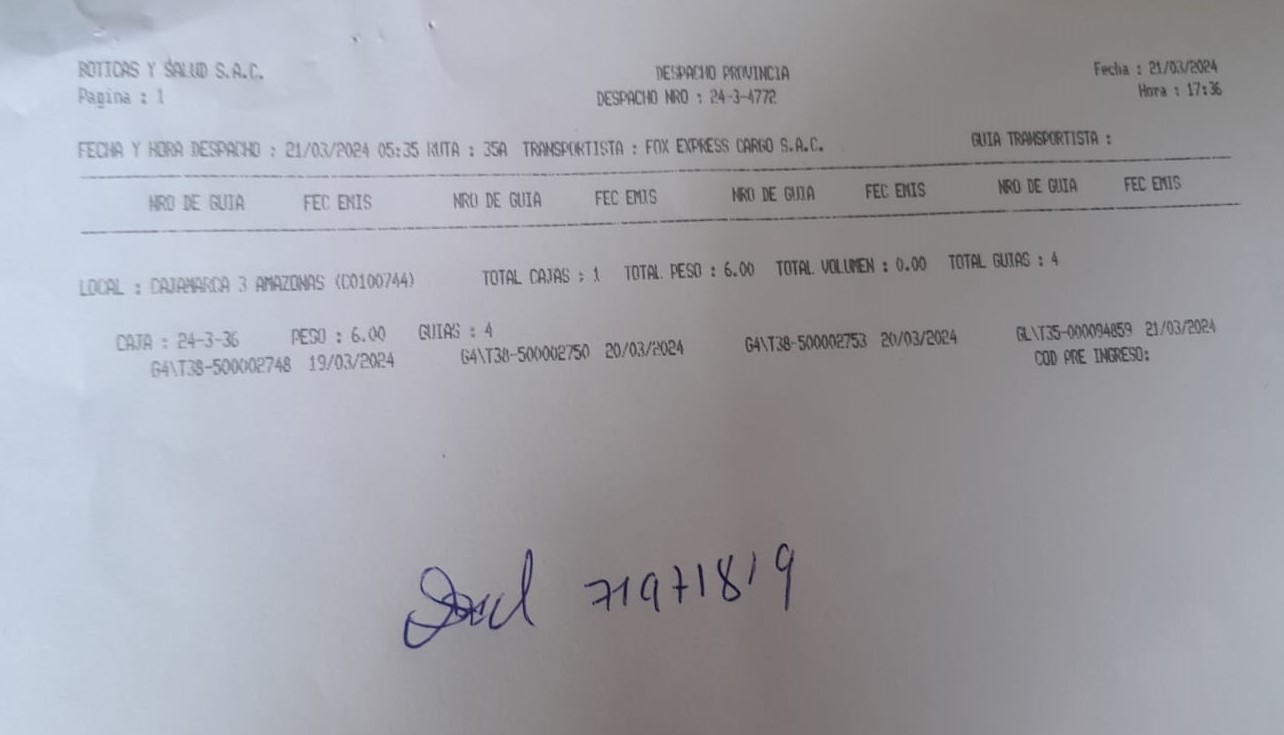 BOTICAS Y SALUD S.A.C. DESPACHO PROVINCIA Fecha : 21/03/2024
Pagina : 1 DESPACHO NRO : 24-3-4772 Hora : 17:36
FECHA Y HORA DESPACHO : 21/03/2024 05:35 RUTA : 35A TRANSPORTISTA : FOX EXPRESS CARGO S.A.C. GUIA TRANSPORTISTA :
NRO DE GUIA FEC EMIS NRO DE GUIA FEC EMIS NRO DE GUIA FEC EMIS NRO DE GUIA FEC EMIS
LOCAL : CAJAMARCA 3 AMAZONAS (C0100744) TOTAL CAJAS : 1 TOTAL PESO : 6.00 TOTAL VOLUMEN : 0.00 TOTAL GUIAS : 4
CAJA : 24-3-36 PESO : 6.00 GUIAS : 4
G4\T38-500002748 19/03/2024 G4\T38-500002750 20/03/2024 G4\T38-500002753 20/03/2024 GL\T35-000094859 21/03/2024
COD PRE INGRESO:
71971819